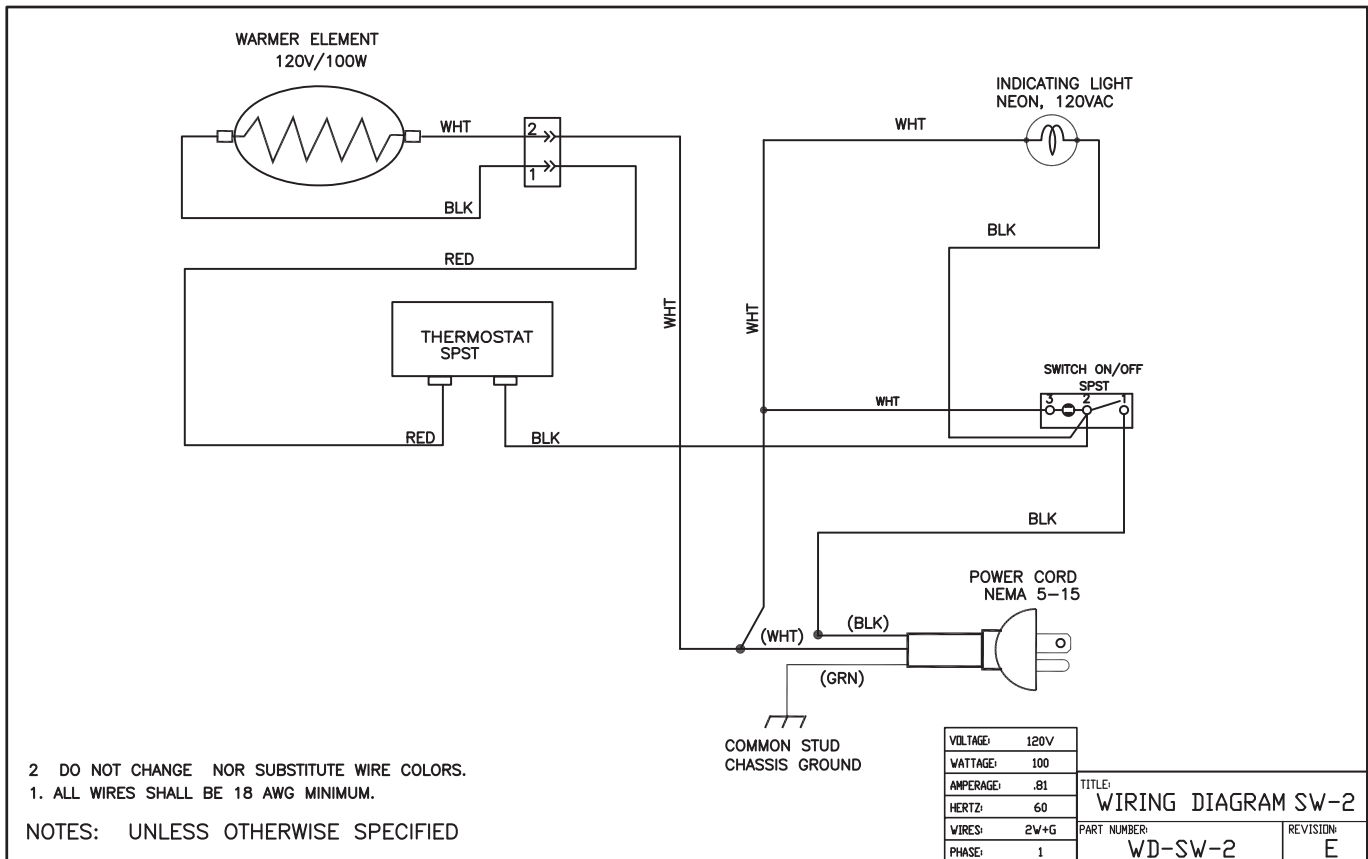 WARMER ELEMENT
120V/100W
INDICATING LIGHT
NEON, 120VAC
WHT
2
1
WHT
BLK
BLK
RED
WHT
WHT
THERMOSTAT
SPST
SWITCH ON/OFF
SPST
3 2 1
WHT
RED
BLK
BLK
POWER CORD
NEMA 5-15
(BLK)
(WHT)
(GRN)
COMMON STUD
CHASSIS GROUND
2 DO NOT CHANGE NOR SUBSTITUTE WIRE COLORS.
1. ALL WIRES SHALL BE 18 AWG MINIMUM.
NOTES: UNLESS OTHERWISE SPECIFIED
VOLTAGE: 120V
WATTAGE: 100
AMPERAGE: .81
HERTZ: 60
WIRES: 2W+G
PHASE: 1
TITLE:
WIRING DIAGRAM SW-2
PART NUMBER:
WD-SW-2
REVISION:
E